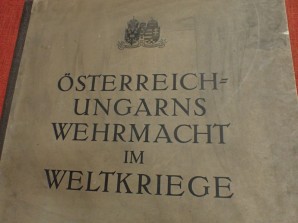 ÖSTERREICH=
UNGARNS
WEHRMACHT
IM
WELTKRIEGE